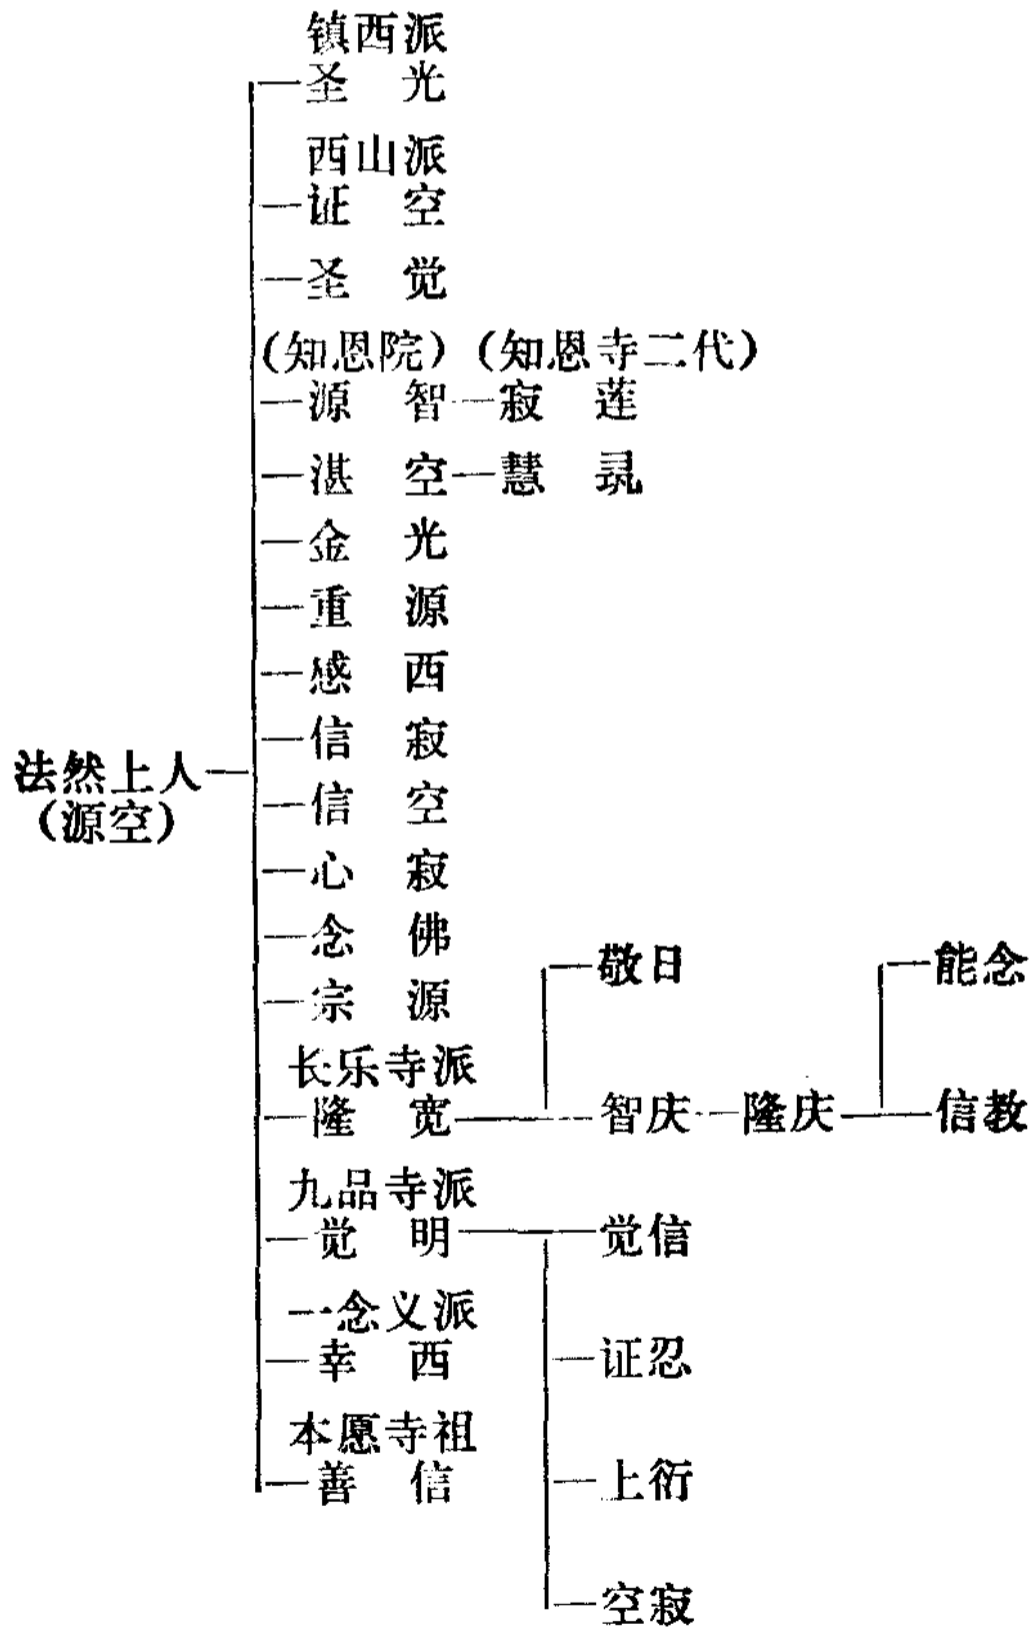 镇西派
圣光
西山派
证空
圣觉
(知恩院) (知恩寺二代)
源智—寂莲
湛空—慧
金光
重源
感西
信寂
法然上人
(源空)
信空
心寂
念佛
宗源
长乐寺派
隆宽
敬日
智庆—隆庆
能念
信教
九品寺派
觉明
觉信
证忍
上衍
空寂
一念义派
幸西
本愿寺祖
善信